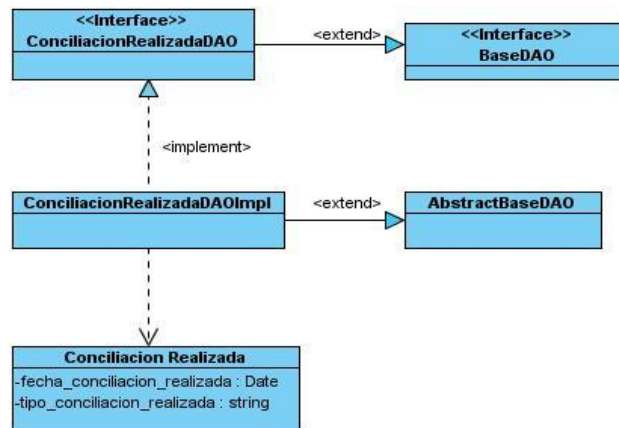 <<Interface>>
ConciliacionRealizadaDAO
<extend>
<<Interface>>
BaseDAO
<implement>
ConciliacionRealizadaDAOImpl
<extend>
AbstractBaseDAO
Conciliacion Realizada
-fecha_conciliacion_realizada : Date
-tipo_conciliacion_realizada : string